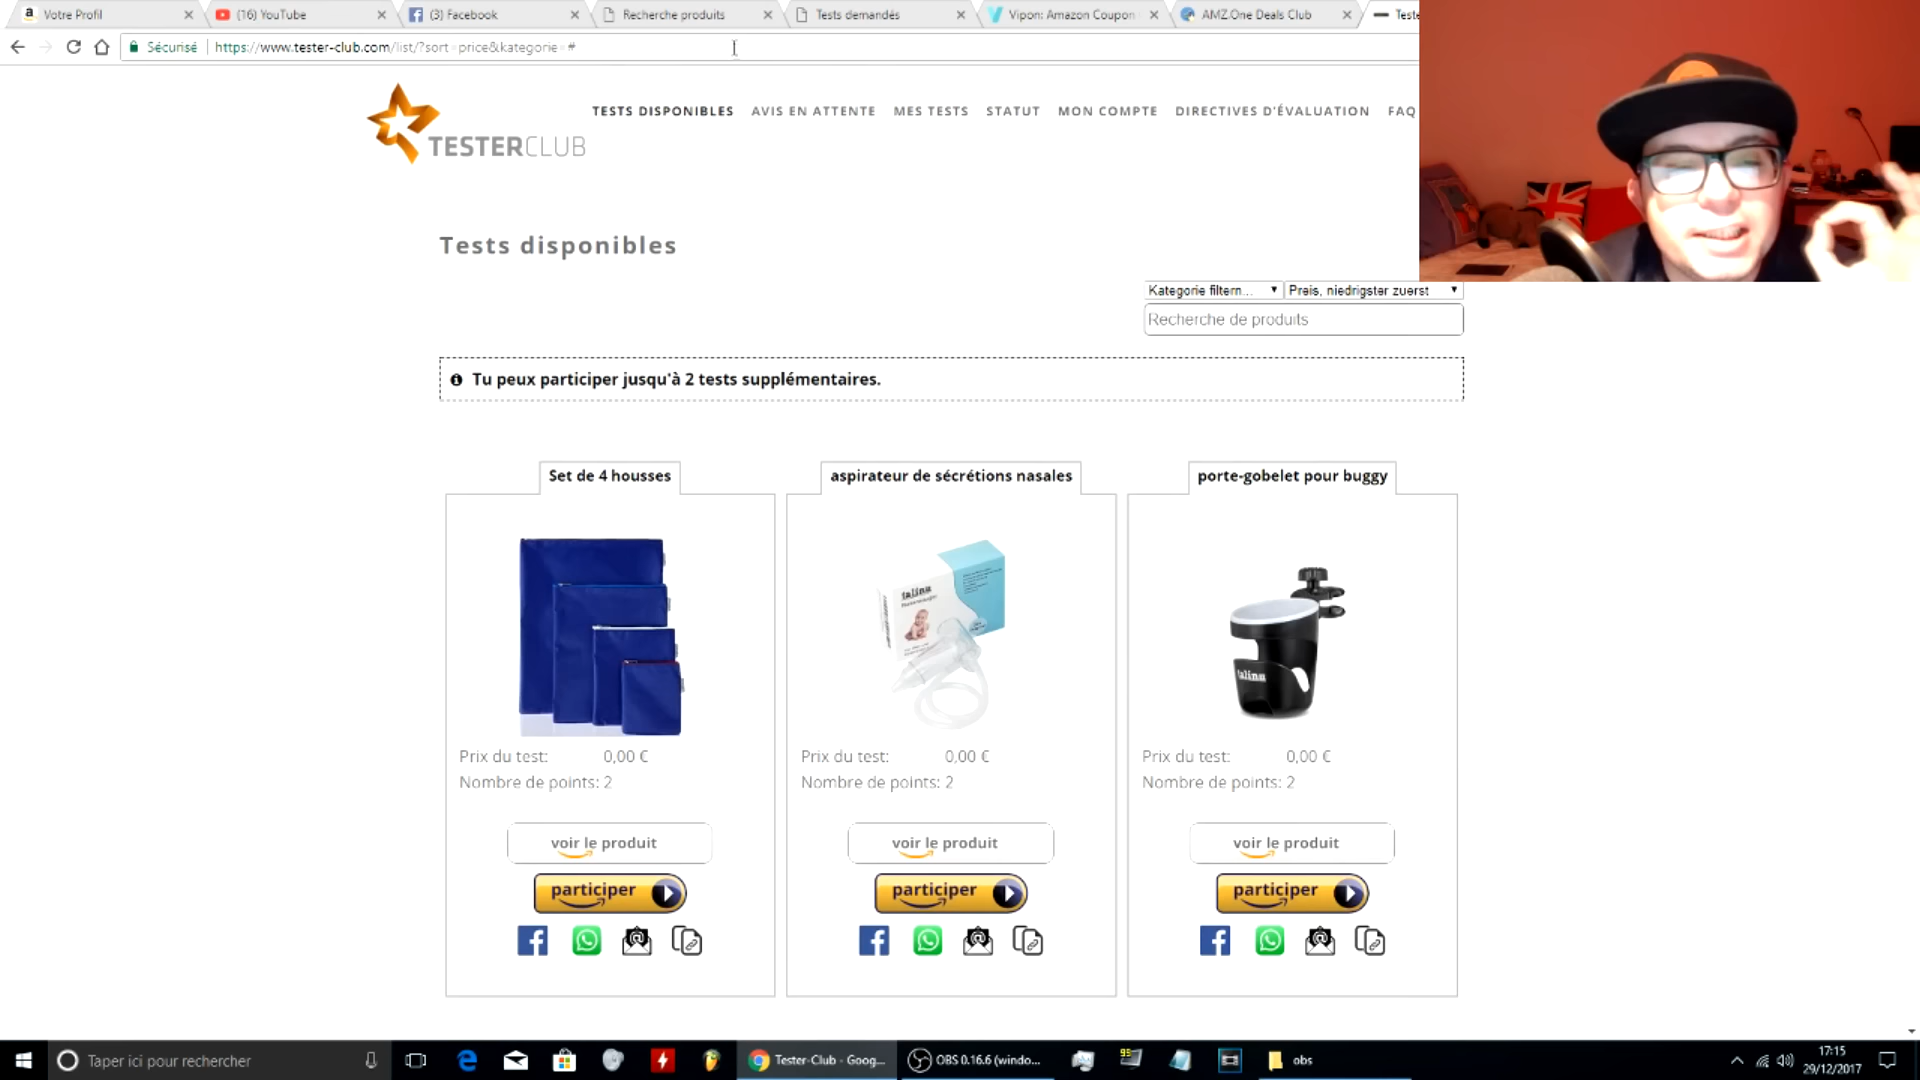 Votre Profil
(16) YouTube
(3) Facebook
Recherche produits
Tests demandés
Vipon: Amazon Coupon
AMZ.One Deals Club
Teste
Sécurisé
https://www.tester-club.com/list/?sort=price&kategorie=#
TESTERCLUB
TESTS DISPONIBLES
AVIS EN ATTENTE
MES TESTS
STATUT
MON COMPTE
DIRECTIVES D'ÉVALUATION
FAQ
Tests disponibles
Kategorie filtern...
Preis, niedrigster zuerst
Recherche de produits
Tu peux participer jusqu'à 2 tests supplémentaires.
Set de 4 housses
Prix du test: 0,00 €
Nombre de points: 2
voir le produit
participer
aspirateur de sécrétions nasales
talinu
Prix du test: 0,00 €
Nombre de points: 2
voir le produit
participer
porte-gobelet pour buggy
talinu
Prix du test: 0,00 €
Nombre de points: 2
voir le produit
participer
Taper ici pour rechercher
Tester-Club - Goog...
OBS 0.16.6 (windo...
obs
17:15
29/12/2017